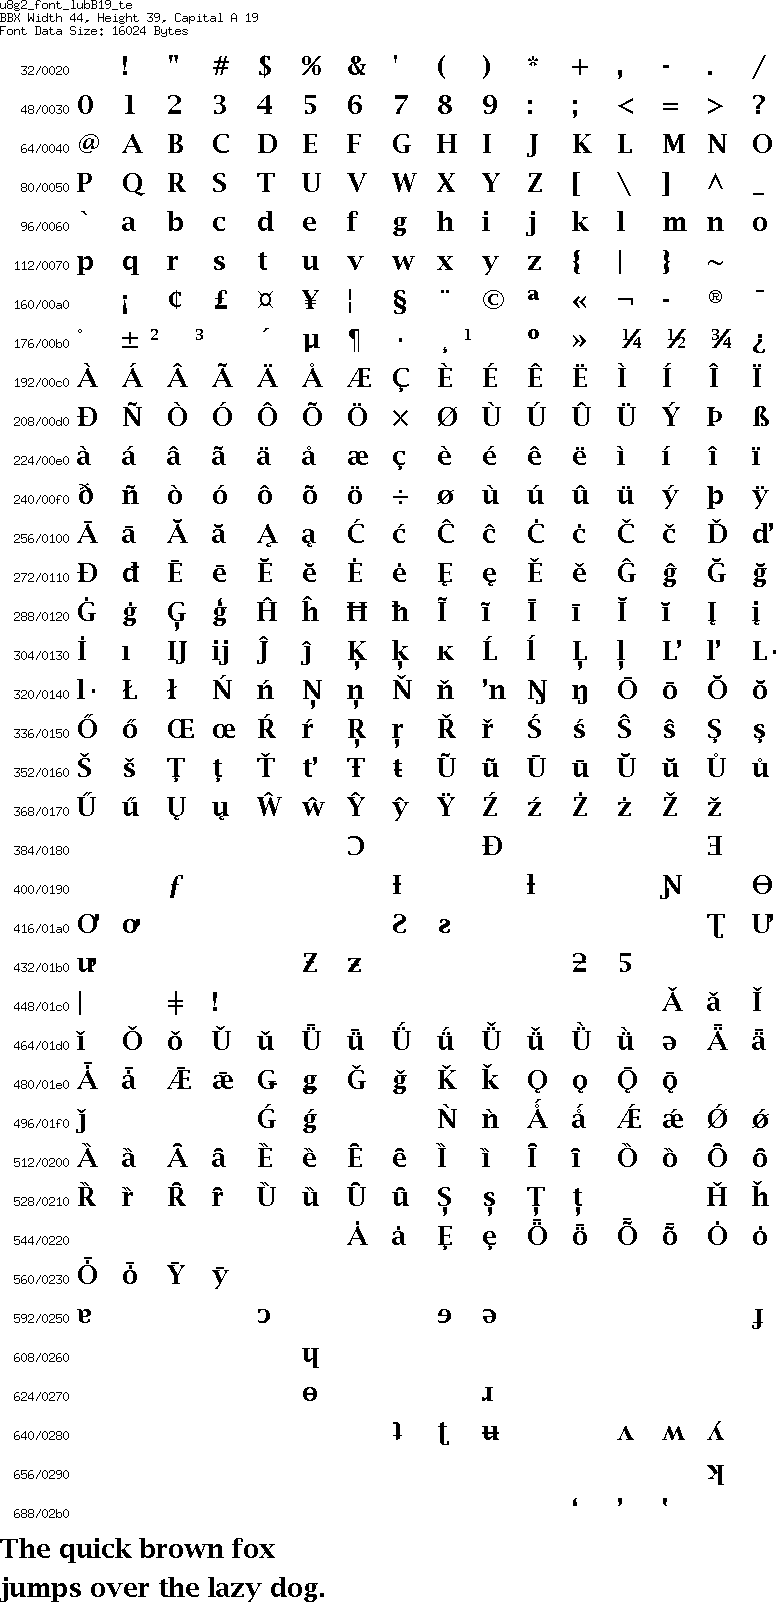 u8g2_font_lubB19_te
BBX Width 44, Height 39, Capital A 19
Font Data Size: 16024 Bytes
32/0020 ! " # $ % & ' ( ) * + , - . /
48/0030 0 1 2 3 4 5 6 7 8 9 : ; < = > ?
64/0040 @ A B C D E F G H I J K L M N O
80/0050 P Q R S T U V W X Y Z [ \ ] ^ _
96/0060 ` a b c d e f g h i j k l m n o
112/0070 p q r s t u v w x y z { | } ~
160/00a0 ¡ ¢ £ ¤ ¥ ¦ § ¨ © ª « ¬ - ® ¯
176/00b0 ° ± ² ³ ´ µ ¶ · ¸ ¹ º » ¼ ½ ¾ ¿
192/00c0 À Á Â Ã Ä Å Æ Ç È É Ê Ë Ì Í Î Ï
208/00d0 Ð Ñ Ò Ó Ô Õ Ö × Ø Ù Ú Û Ü Ý Þ ß
224/00e0 à á â ã ä å æ ç è é ê ë ì í î ï
240/00f0 ð ñ ò ó ô õ ö ÷ ø ù ú û ü ý þ ÿ
256/0100 Ā ā Ă ă Ą ą Ć ć Ĉ ĉ Ċ ċ Č č Ď ď
272/0110 Đ đ Ē ē Ĕ ĕ Ė ė Ę ę Ě ě Ĝ ĝ Ğ ğ
288/0120 Ġ ġ Ģ ģ Ĥ ĥ Ħ ħ Ĩ ĩ Ī ī Ĭ ĭ Į į
304/0130 İ ı Ĳ ĳ Ĵ ĵ Ķ ķ ĸ Ĺ ĺ Ļ ļ Ľ ľ Ŀ
320/0140 ŀ Ł ł Ń ń Ņ ņ Ň ň ŉ Ŋ ŋ Ō ō Ŏ ŏ
336/0150 Ő ő Œ œ Ŕ ŕ Ŗ ŗ Ř ř Ś ś Ŝ ŝ Ş ş
352/0160 Š š Ţ ţ Ť ť Ŧ ŧ Ũ ũ Ū ū Ŭ ŭ Ů ů
368/0170 Ű ű Ų ų Ŵ ŵ Ŷ ŷ Ÿ Ź ź Ż ż Ž ž
384/0180 Ɔ Ɖ Ǝ
400/0190 ƒ Ɨ ƚ Ɲ Ɵ
416/01a0 Ơ ơ Ƨ ƨ Ʈ Ư
432/01b0 ư Ƶ ƶ ƻ Ƽ
448/01c0 ǀ ǂ ǃ Ǎ ǎ Ǐ
464/01d0 ǐ Ǒ ǒ Ǔ ǔ Ǖ ǖ Ǘ ǘ Ǚ ǚ Ǜ ǜ ǝ Ǟ ǟ
480/01e0 Ǡ ǡ Ǣ ǣ Ǥ ǥ Ǧ ǧ Ǩ ǩ Ǫ ǫ Ǭ ǭ
496/01f0 ǰ Ǵ ǵ Ǹ ǹ Ǻ ǻ Ǽ ǽ Ǿ ǿ
512/0200 Ȁ ȁ Ȃ ȃ Ȅ ȅ Ȇ ȇ Ȉ ȉ Ȋ ȋ Ȍ ȍ Ȏ ȏ
528/0210 Ȑ ȑ Ȓ ȓ Ȕ ȕ Ȗ ȗ Ș ș Ț ț Ȟ ȟ
544/0220 Ȧ ȧ Ȩ ȩ Ȫ ȫ Ȭ ȭ Ȯ ȯ
560/0230 Ȱ ȱ Ȳ ȳ
592/0250 ɐ ɔ ɘ ə ɟ
608/0260 ɥ
624/0270 ɵ ɹ
640/0280 ʇ ʈ ʉ ʌ ʍ ʎ
656/0290 ʞ
688/02b0 ʻ ʼ ʽ
The quick brown fox
jumps over the lazy dog.